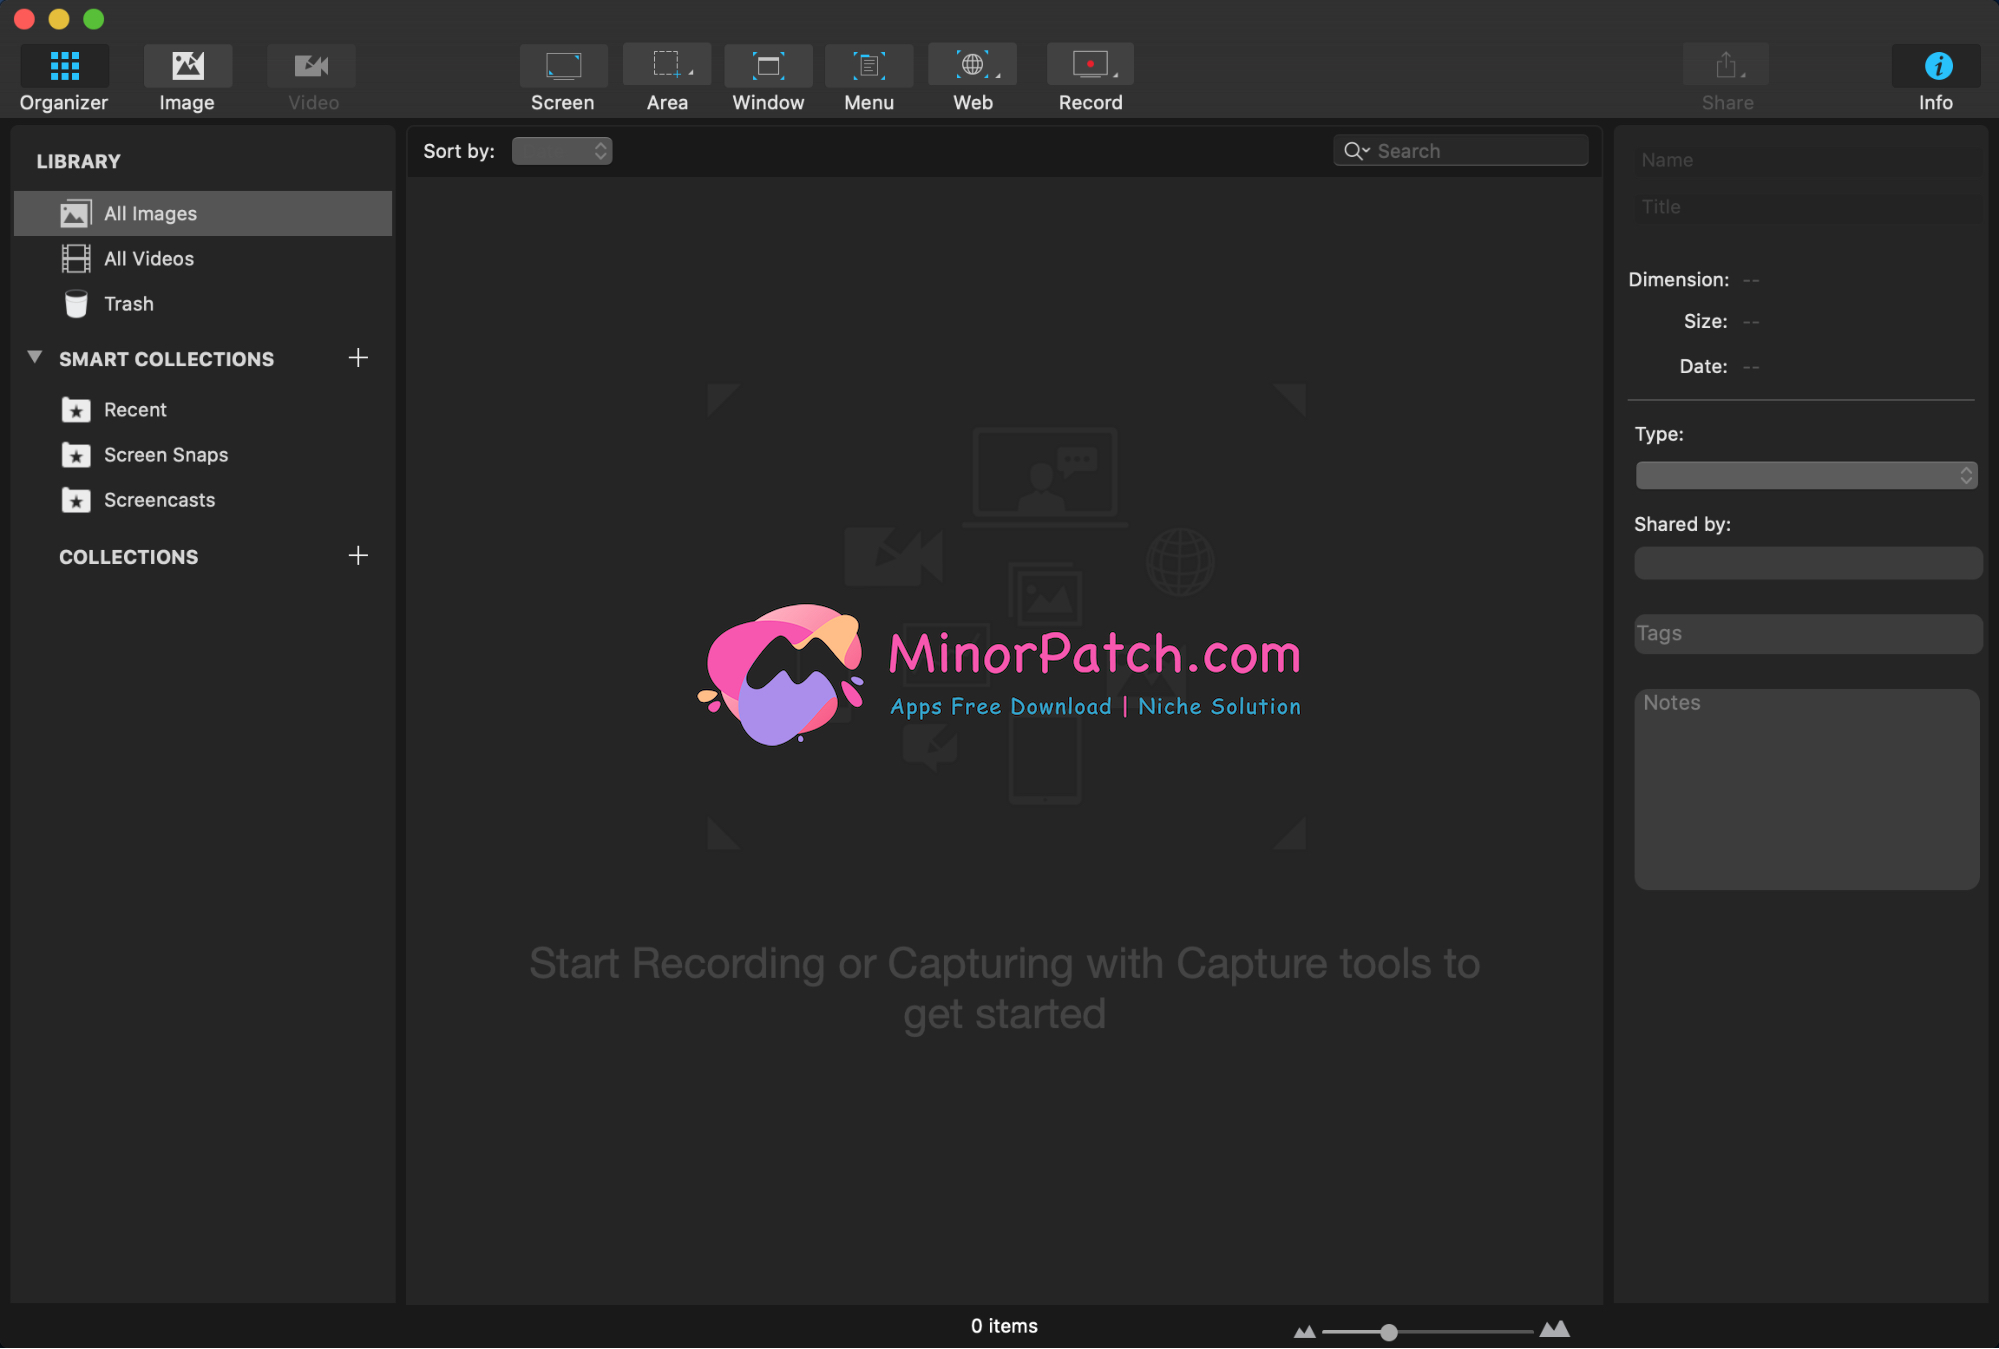 Organizer
Image
Video
Screen
Area
Window
Menu
Web
Record
Share
Info
LIBRARY
All Images
All Videos
Trash
SMART COLLECTIONS
Recent
Screen Snaps
Screencasts
COLLECTIONS
Sort by:
Search
MinorPatch.com
Apps Free Download | Niche Solution
Start Recording or Capturing with Capture tools to
get started
0 items
Name
Title
Dimension: --
Size: --
Date: --
Type:
Shared by:
Tags
Notes